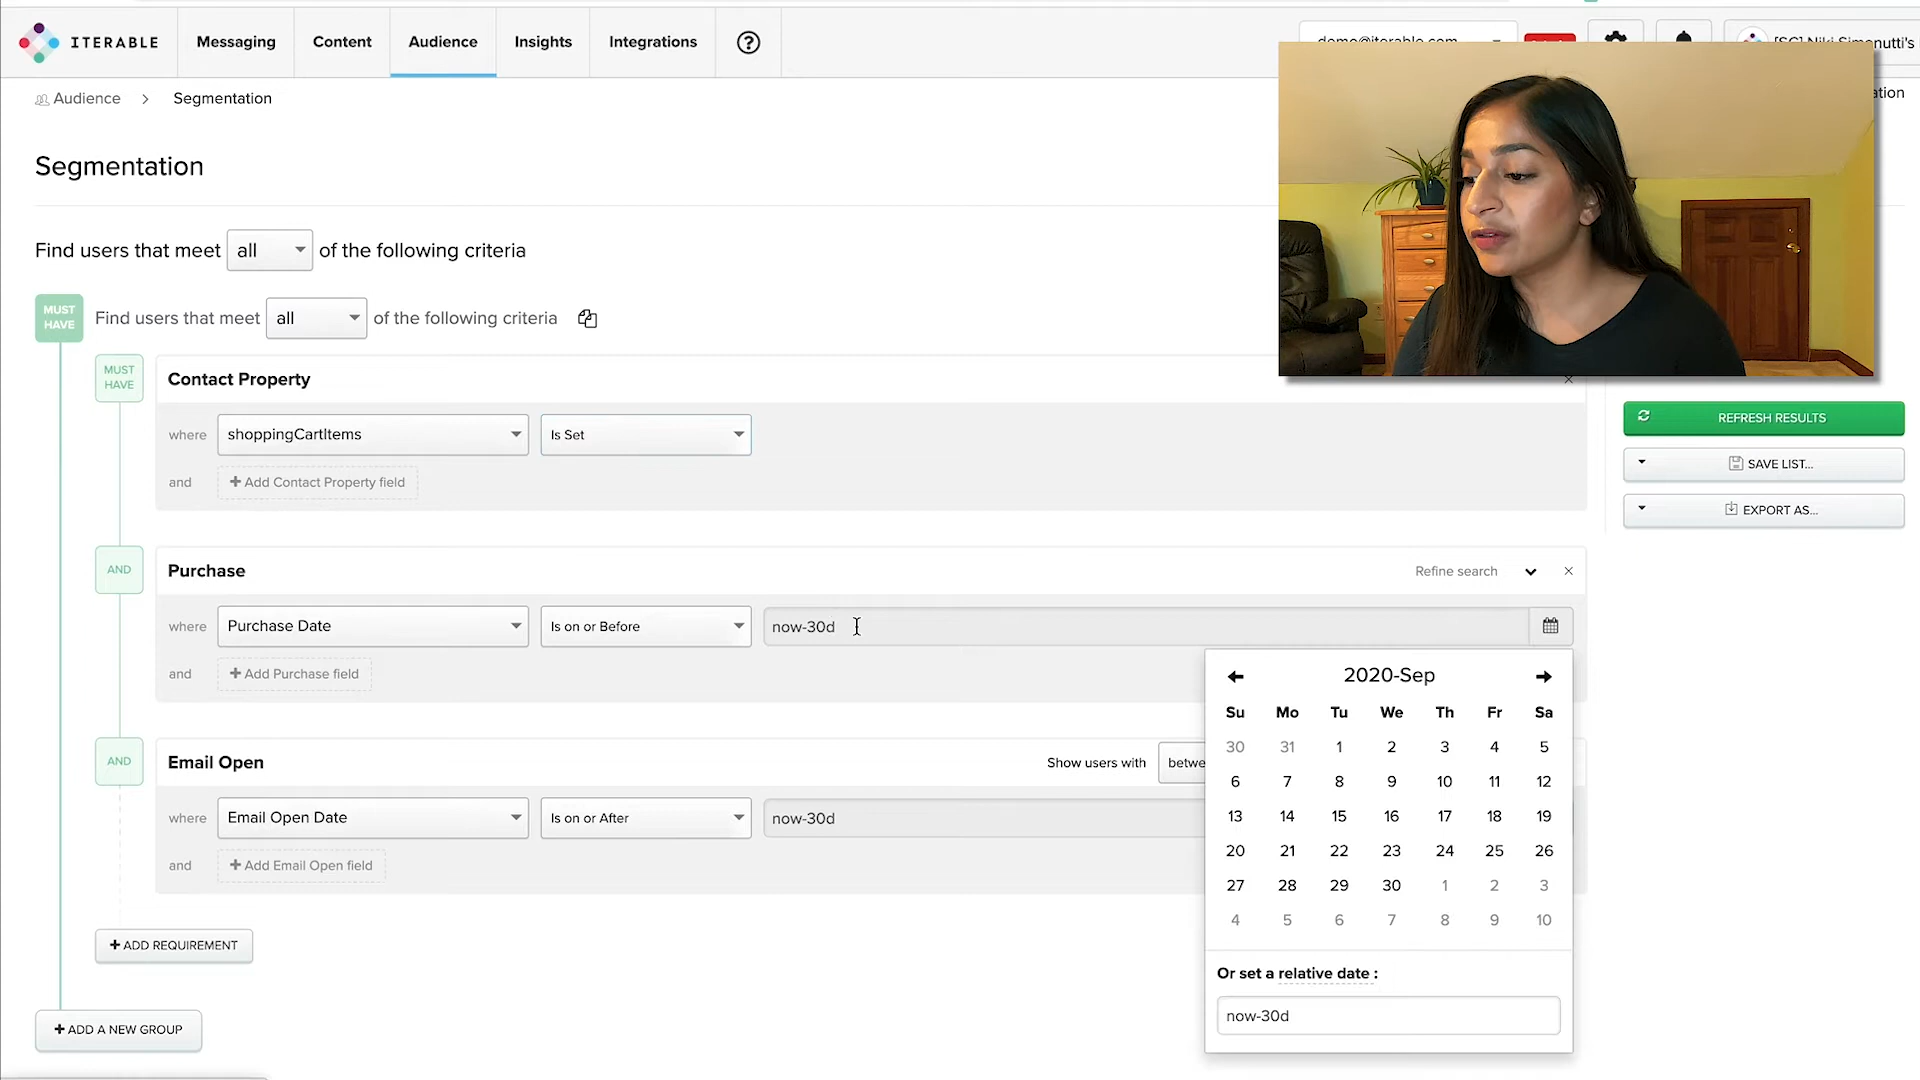 ITERABLE
Messaging
Content
Audience
Insights
Integrations
Audience > Segmentation
Segmentation
Find users that meet all of the following criteria
MUST HAVE
Find users that meet all of the following criteria
MUST HAVE
Contact Property
where shoppingCartItems Is Set
and + Add Contact Property field
REFRESH RESULTS
SAVE LIST...
EXPORT AS...
AND
Purchase
Refine search
where Purchase Date Is on or Before now-30d
and + Add Purchase field
2020-Sep
Su Mo Tu We Th Fr Sa
30 31 1 2 3 4 5
6 7 8 9 10 11 12
13 14 15 16 17 18 19
20 21 22 23 24 25 26
27 28 29 30 1 2 3
4 5 6 7 8 9 10
Or set a relative date :
now-30d
AND
Email Open
Show users with betwe
where Email Open Date Is on or After now-30d
and + Add Email Open field
+ ADD REQUIREMENT
+ ADD A NEW GROUP